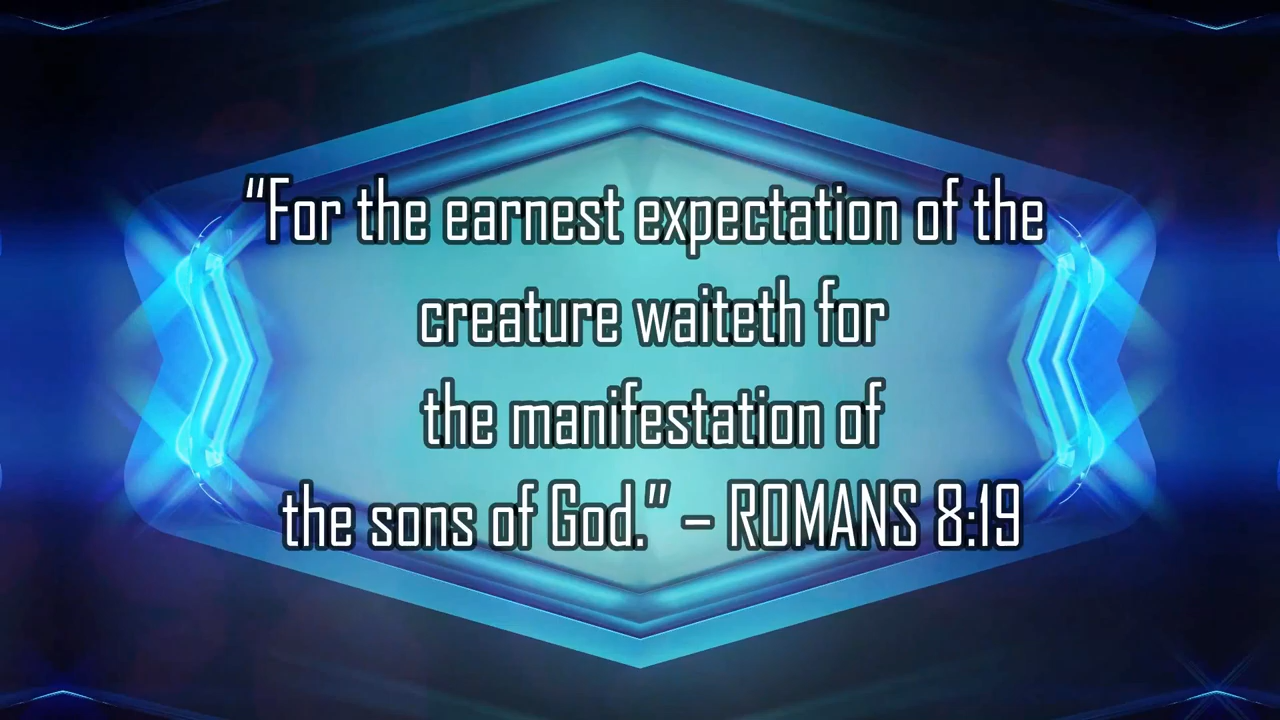 “For the earnest expectation of the
creature waiteth for
the manifestation of
the sons of God.” – ROMANS 8:19